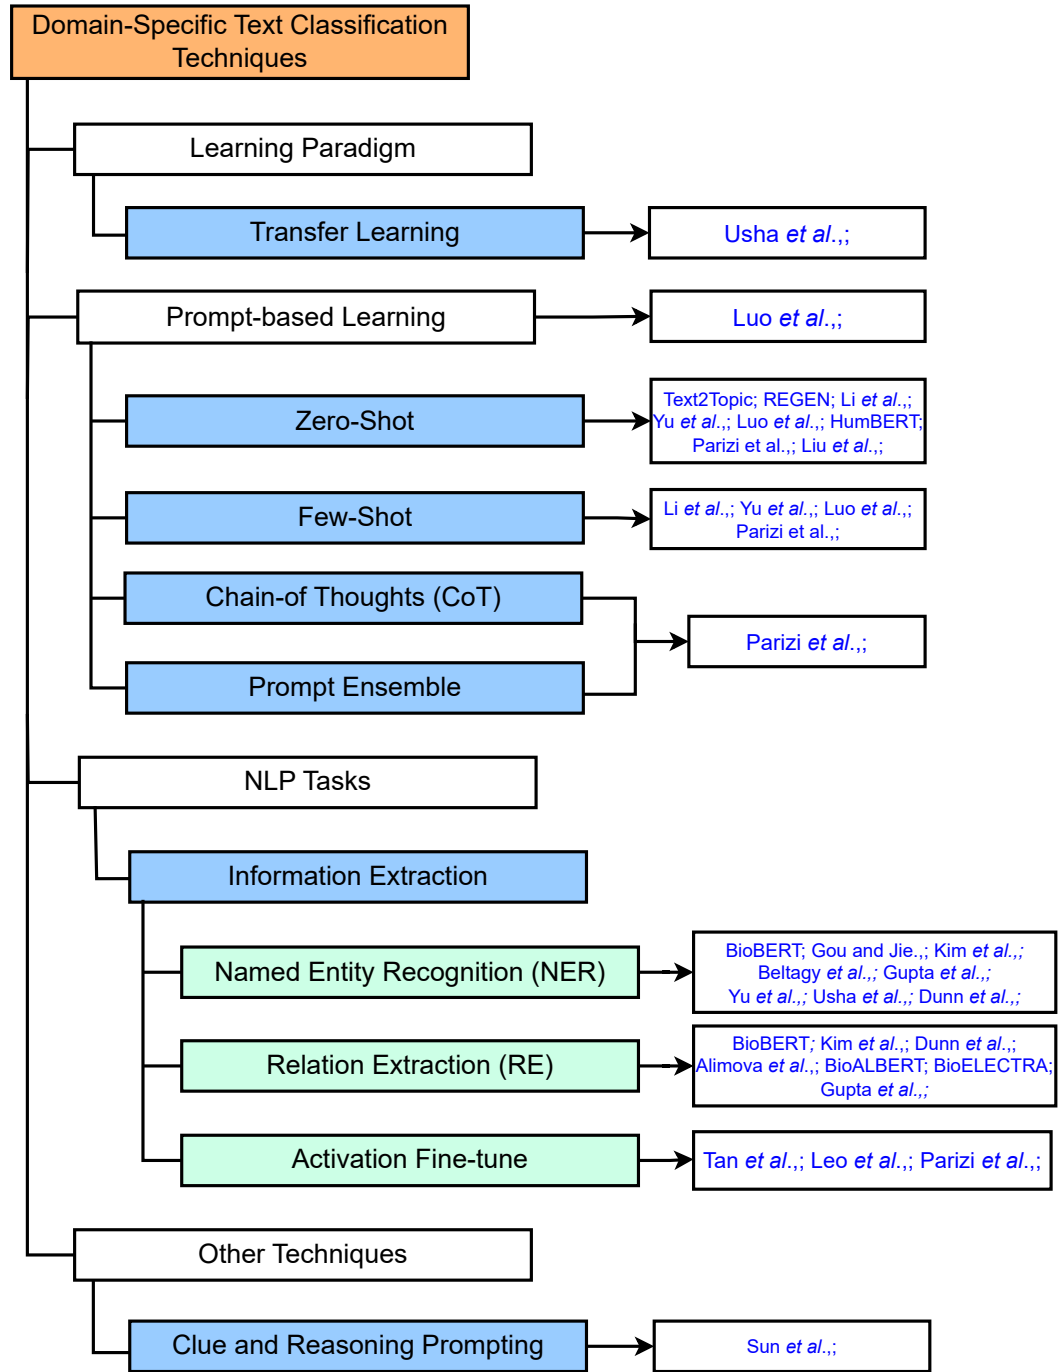 Domain-Specific Text Classification
Techniques
Learning Paradigm
Transfer Learning
Usha et al.,;
Prompt-based Learning
Luo et al.,;
Zero-Shot
Text2Topic; REGEN; Li et al.,;
Yu et al.,; Luo et al.,; HumBERT;
Parizi et al.,; Liu et al.,;
Few-Shot
Li et al.,; Yu et al.,; Luo et al.,;
Parizi et al.,;
Chain-of Thoughts (CoT)
Prompt Ensemble
Parizi et al.,;
NLP Tasks
Information Extraction
Named Entity Recognition (NER)
BioBERT; Gou and Jie.,; Kim et al.,;
Beltagy et al.,; Gupta et al.,;
Yu et al.,; Usha et al.,; Dunn et al.,;
Relation Extraction (RE)
BioBERT; Kim et al.,; Dunn et al.,;
Alimova et al.,; BioALBERT; BioELECTRA;
Gupta et al.,;
Activation Fine-tune
Tan et al.,; Leo et al.,; Parizi et al.,;
Other Techniques
Clue and Reasoning Prompting
Sun et al.,;